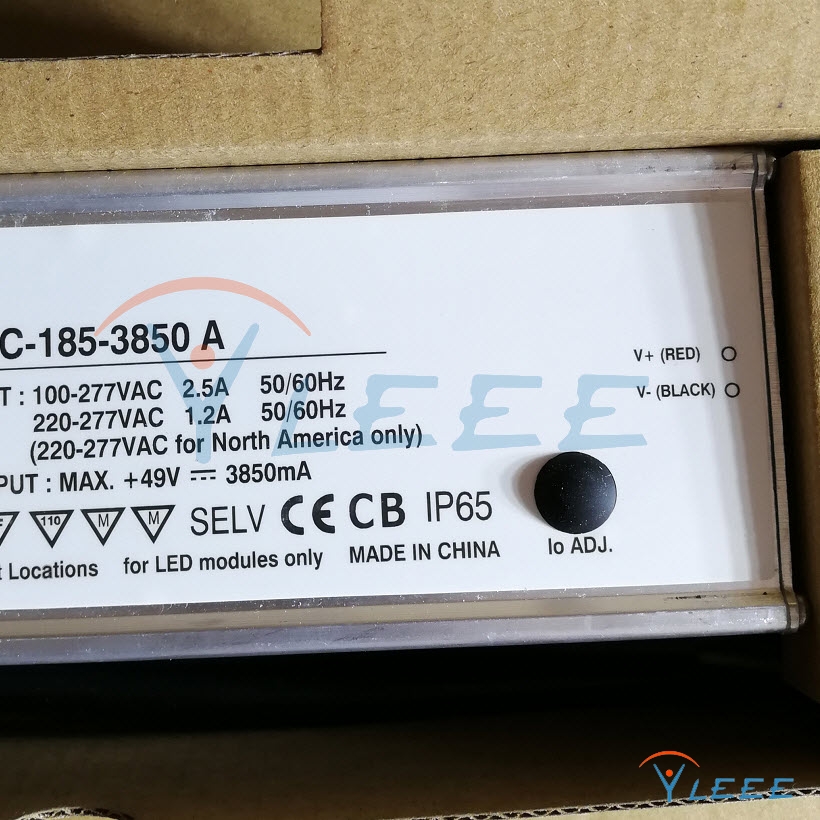 C-185-3850 A
T : 100-277VAC 2.5A 50/60Hz
220-277VAC 1.2A 50/60Hz
(220-277VAC for North America only)
PUT : MAX. +49V ⎓ 3850mA
F 110 M M SELV CE CB IP65
t Locations for LED modules only MADE IN CHINA
V+ (RED)
V- (BLACK)
Io ADJ.
YLEEE
YLEEE